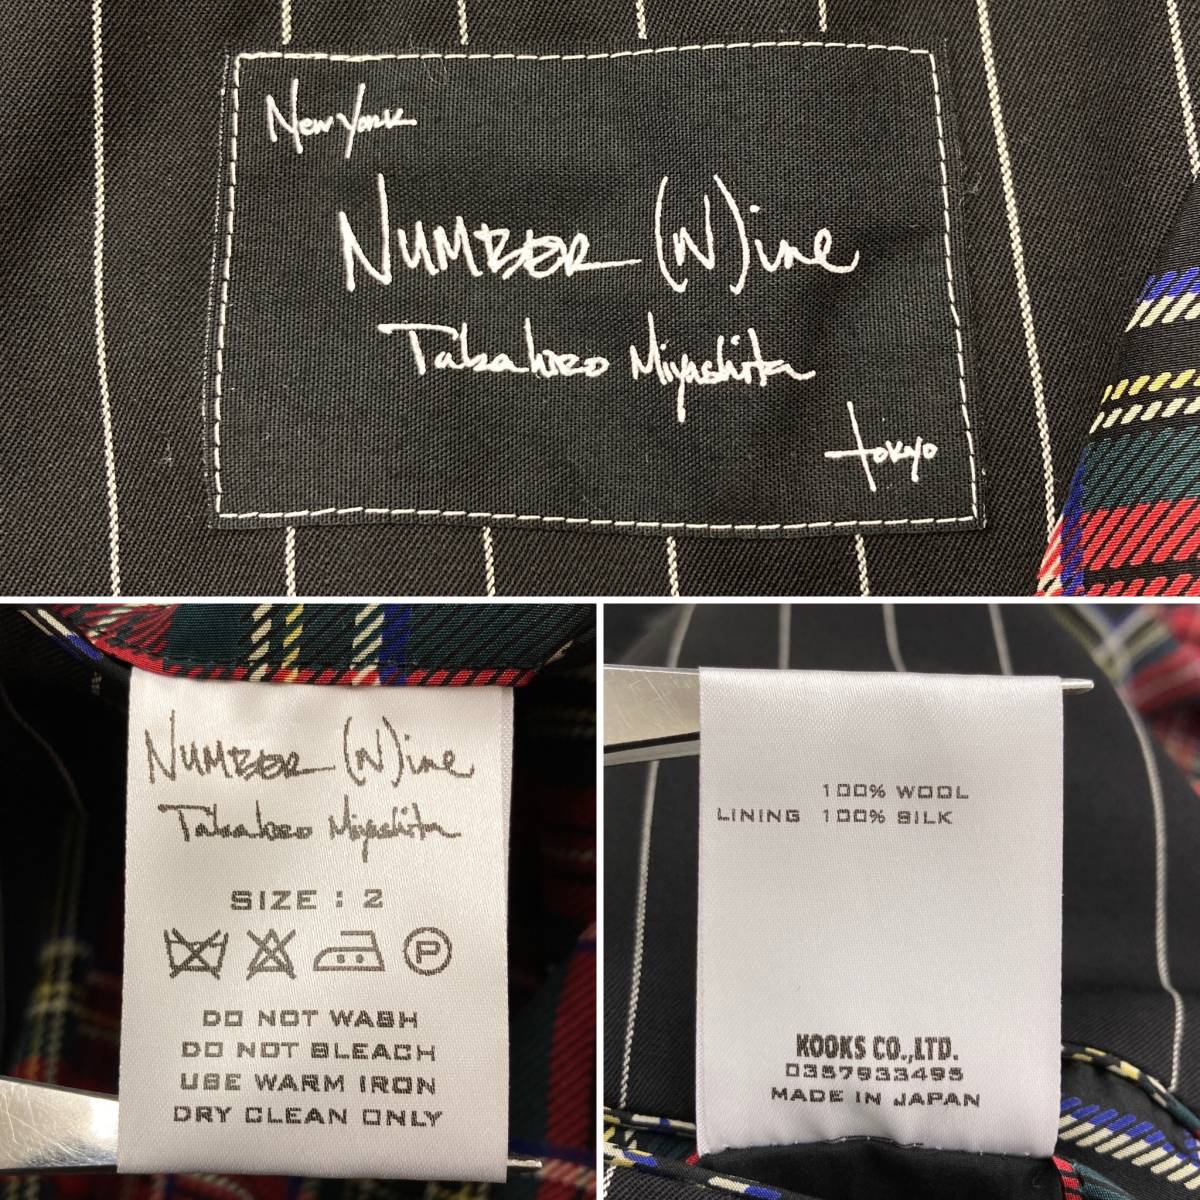 New York
NUMBER (N)ine
Takahiro Miyashita
Tokyo
NUMBER (N)ine
Takahiro Miyashita
SIZE : 2
P
DO NOT WASH
DO NOT BLEACH
USE WARM IRON
DRY CLEAN ONLY
100% WOOL
LINING 100% SILK
KOOKS CO.,LTD.
0357933495
MADE IN JAPAN